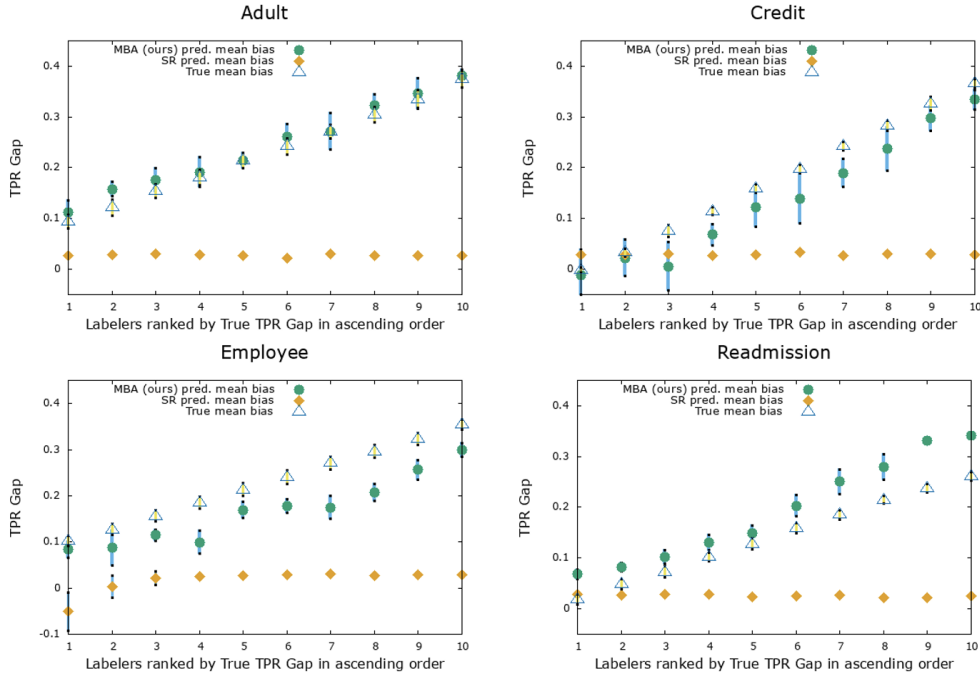 Adult
MBA (ours) pred. mean bias
SR pred. mean bias
True mean bias
TPR Gap
0.4
0.3
0.2
0.1
0
1 2 3 4 5 6 7 8 9 10
Labelers ranked by True TPR Gap in ascending order
Credit
MBA (ours) pred. mean bias
SR pred. mean bias
True mean bias
TPR Gap
0.4
0.3
0.2
0.1
0
1 2 3 4 5 6 7 8 9 10
Labelers ranked by True TPR Gap in ascending order
Employee
MBA (ours) pred. mean bias
SR pred. mean bias
True mean bias
TPR Gap
0.4
0.3
0.2
0.1
0
-0.1
1 2 3 4 5 6 7 8 9 10
Labelers ranked by True TPR Gap in ascending order
Readmission
MBA (ours) pred. mean bias
SR pred. mean bias
True mean bias
TPR Gap
0.4
0.3
0.2
0.1
0
1 2 3 4 5 6 7 8 9 10
Labelers ranked by True TPR Gap in ascending order